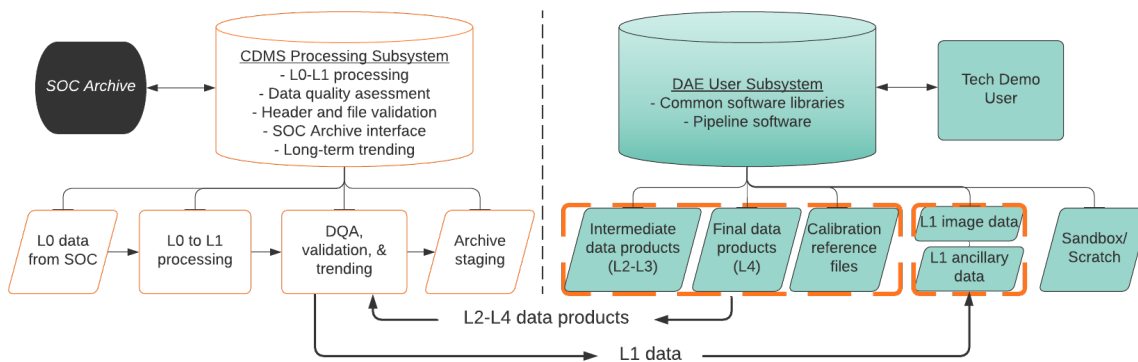 SOC Archive
CDMS Processing Subsystem
- L0-L1 processing
- Data quality asessment
- Header and file validation
- SOC Archive interface
- Long-term trending
DAE User Subsystem
- Common software libraries
- Pipeline software
Tech Demo
User
L0 data
from SOC
L0 to L1
processing
DQA,
validation, &
trending
Archive
staging
Intermediate
data products
(L2-L3)
Final data
products
(L4)
Calibration
reference
files
L1 image data
L1 ancillary
data
Sandbox/
Scratch
L2-L4 data products
L1 data